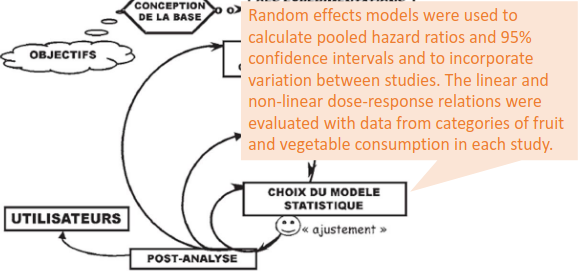 CONCEPTION
DE LA BASE
OBJECTIFS
Random effects models were used to
calculate pooled hazard ratios and 95%
confidence intervals and to incorporate
variation between studies. The linear and
non-linear dose-response relations were
evaluated with data from categories of fruit
and vegetable consumption in each study.
CHOIX DU MODELE
STATISTIQUE
« ajustement »
UTILISATEURS
POST-ANALYSE